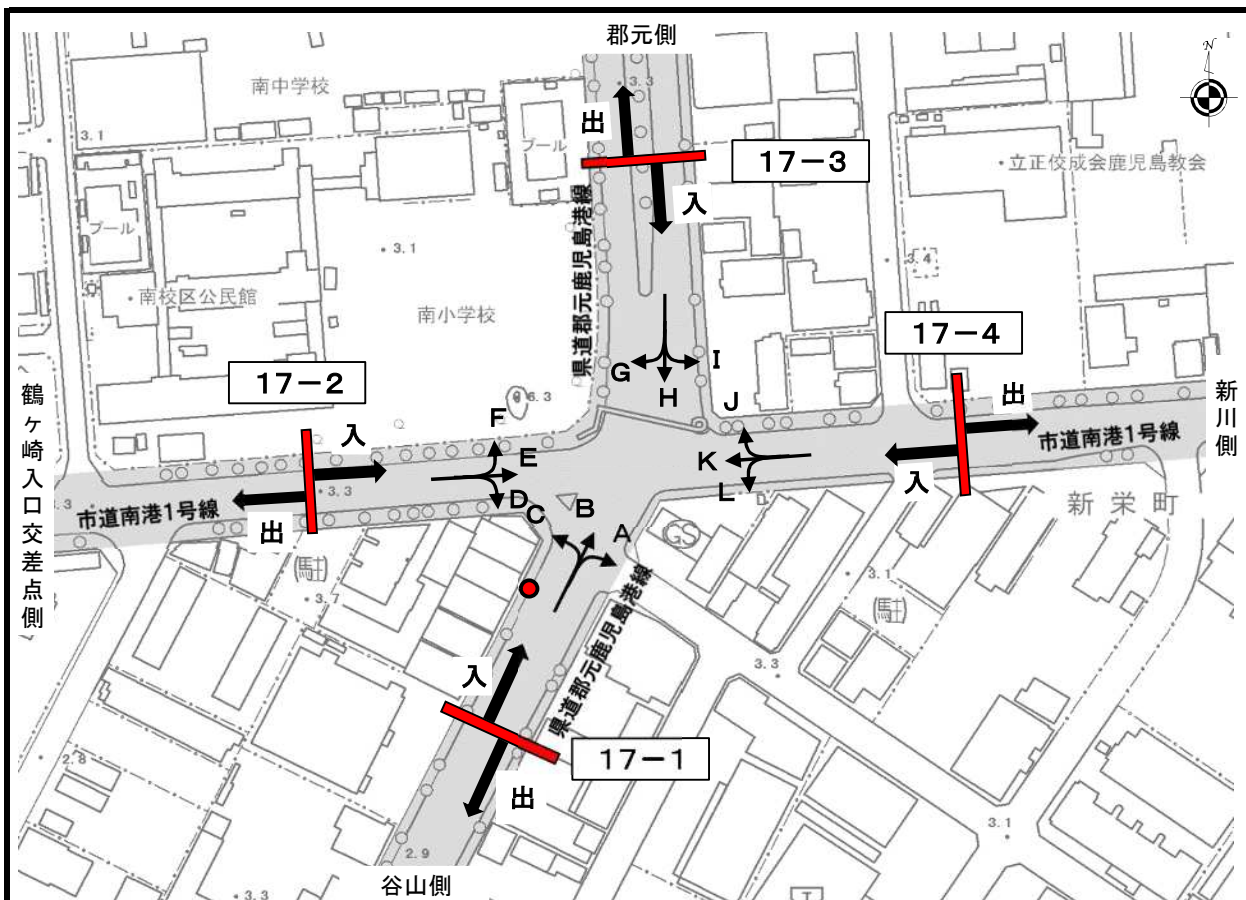 郡元側
N
南中学校
3.3
出
プール
17-3
立正佼成会鹿児島教会
3.1
入
プール
3.1
3.4
南校区公民館
県道郡元鹿児島港線
南小学校
17-4
17-2
G
H
I
鶴ヶ崎入口交差点側
6.3
出
新川側
入
F
J
市道南港1号線
E
K
入
3.3
3.3
D
L
新栄町
市道南港1号線
出
C
B
A
GS
駐
3.7
3.1
駐
県道郡元鹿児島港線
3.3
入
2.8
17-1
出
3.1
2.9
3.3
谷山側